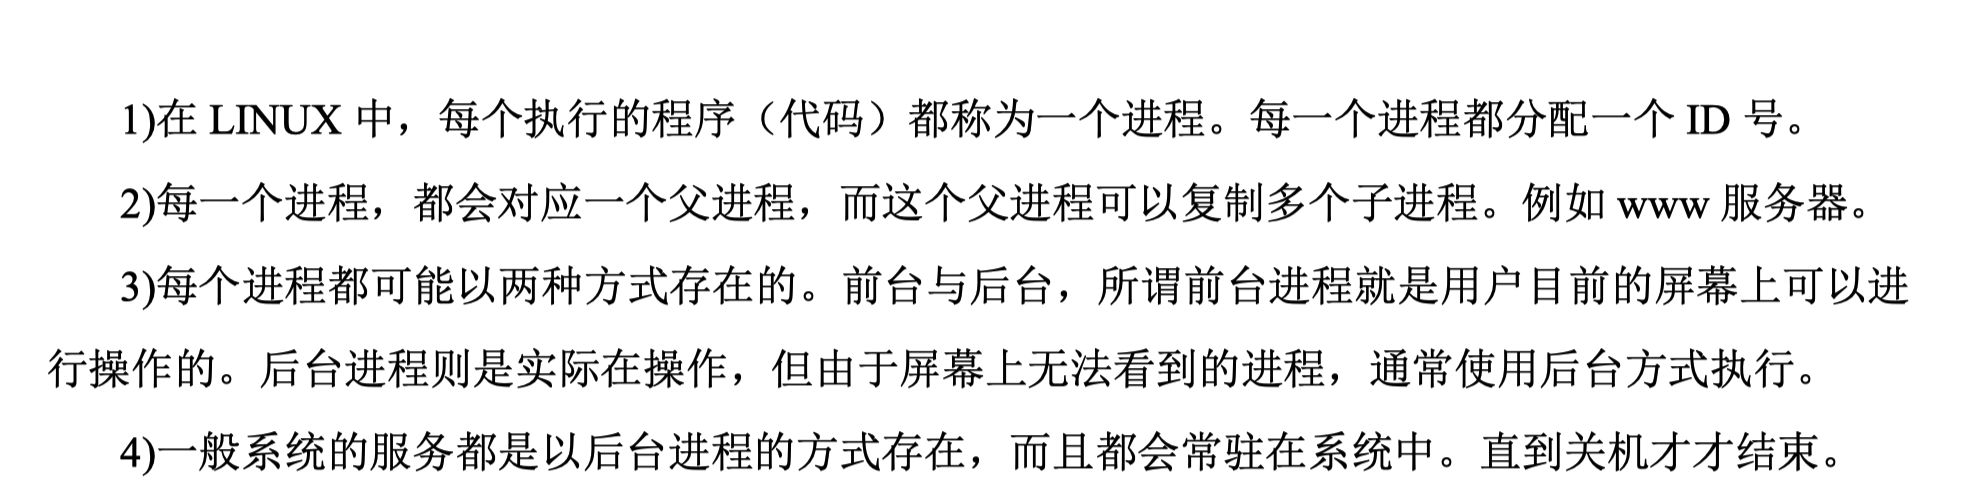 1)在 LINUX 中，每个执行的程序（代码）都称为一个进程。每一个进程都分配一个 ID 号。
2)每一个进程，都会对应一个父进程，而这个父进程可以复制多个子进程。例如 www 服务器。
3)每个进程都可能以两种方式存在的。前台与后台，所谓前台进程就是用户目前的屏幕上可以进
行操作的。后台进程则是实际在操作，但由于屏幕上无法看到的进程，通常使用后台方式执行。
4)一般系统的服务都是以后台进程的方式存在，而且都会常驻在系统中。直到关机才才结束。